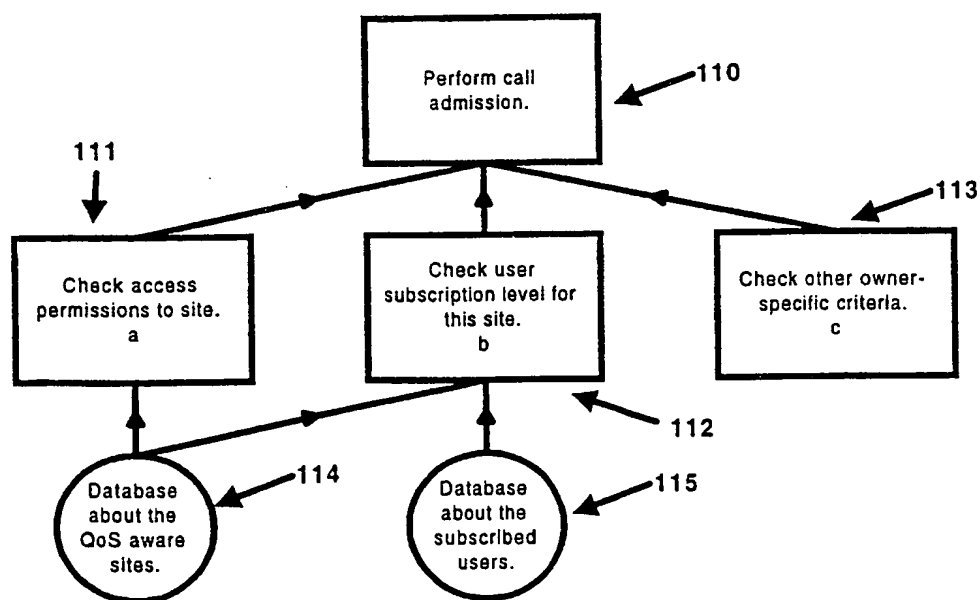 Perform call
admission.
110
111
113
Check access
permissions to site.
a
Check user
subscription level for
this site.
b
Check other owner-
specific criteria.
c
112
114
115
Database
about the
QoS aware
sites.
Database
about the
subscribed
users.